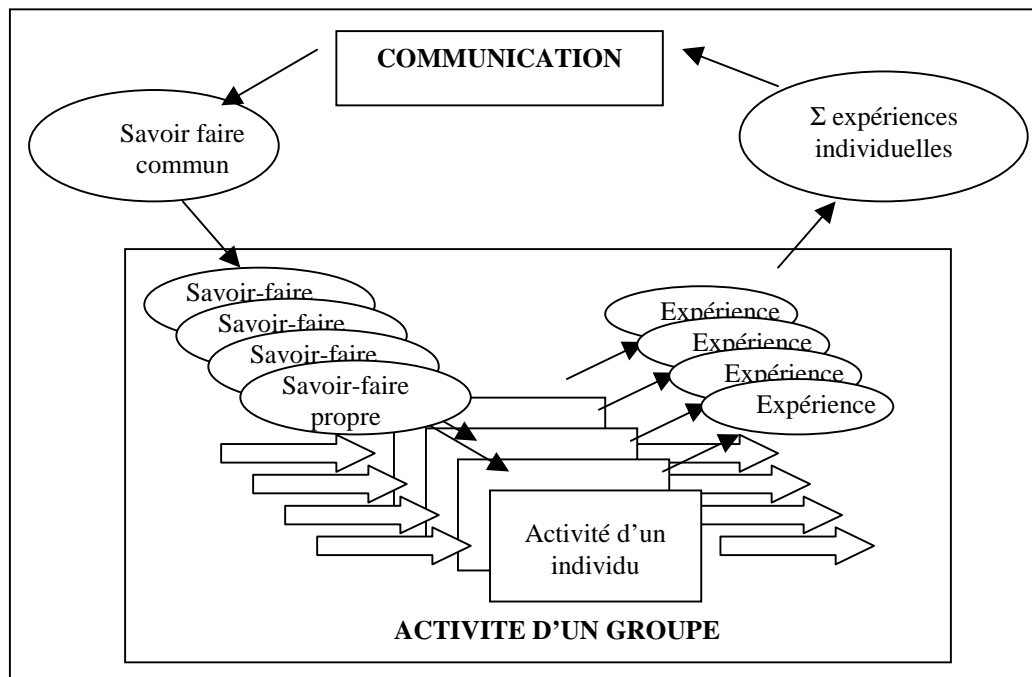 COMMUNICATION
Savoir faire
commun
Σ expériences
individuelles
Savoir-faire
Savoir-faire
Savoir-faire
Savoir-faire
propre
Expérience
Expérience
Expérience
Expérience
Activité d’un
individu
ACTIVITE D’UN GROUPE